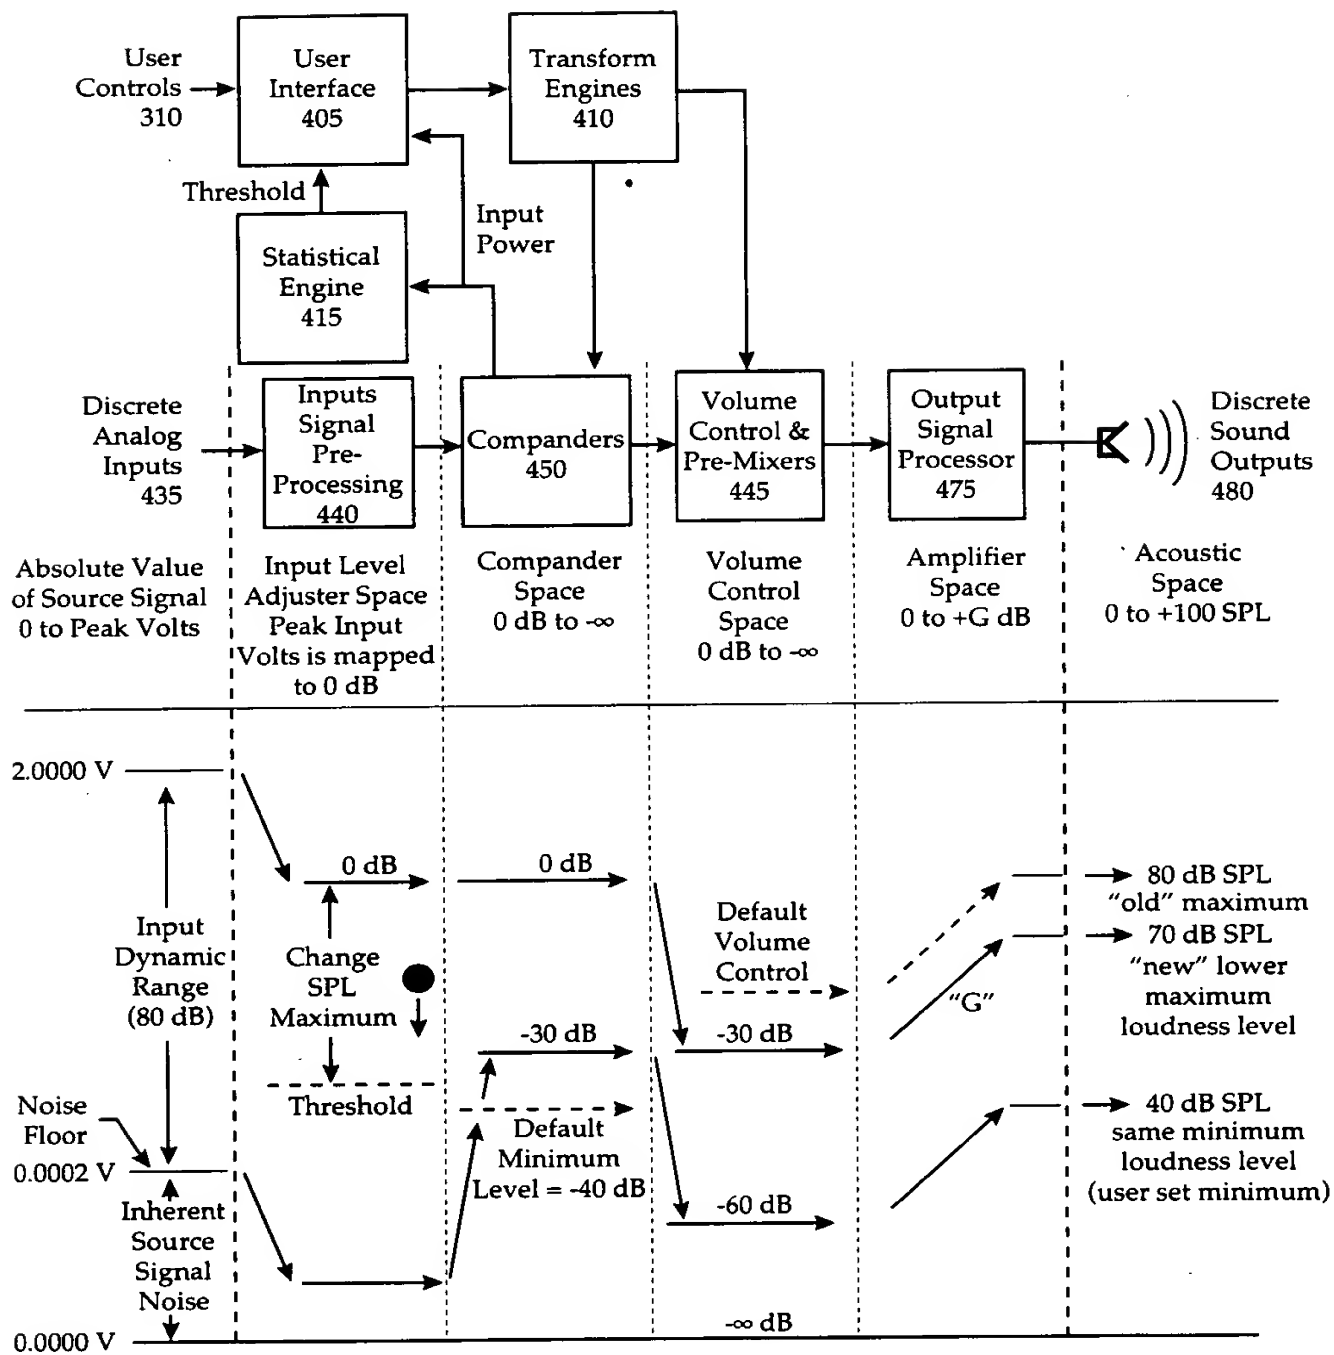 User
Controls
310
User
Interface
405
Transform
Engines
410
Threshold
Input
Power
Statistical
Engine
415
Discrete
Analog
Inputs
435
Inputs
Signal
Pre-
Processing
440
Companders
450
Volume
Control &
Pre-Mixers
445
Output
Signal
Processor
475
Discrete
Sound
Outputs
480
Absolute Value
of Source Signal
0 to Peak Volts
Input Level
Adjuster Space
Peak Input
Volts is mapped
to 0 dB
Compander
Space
0 dB to -∞
Volume
Control
Space
0 dB to -∞
Amplifier
Space
0 to +G dB
Acoustic
Space
0 to +100 SPL
2.0000 V
Input
Dynamic
Range
(80 dB)
Noise
Floor
0.0002 V
Inherent
Source
Signal
Noise
0.0000 V
0 dB
Change
SPL
Maximum
Threshold
0 dB
-30 dB
Default
Minimum
Level = -40 dB
Default
Volume
Control
-30 dB
-60 dB
-∞ dB
"G"
80 dB SPL
"old" maximum
70 dB SPL
"new" lower
maximum
loudness level
40 dB SPL
same minimum
loudness level
(user set minimum)